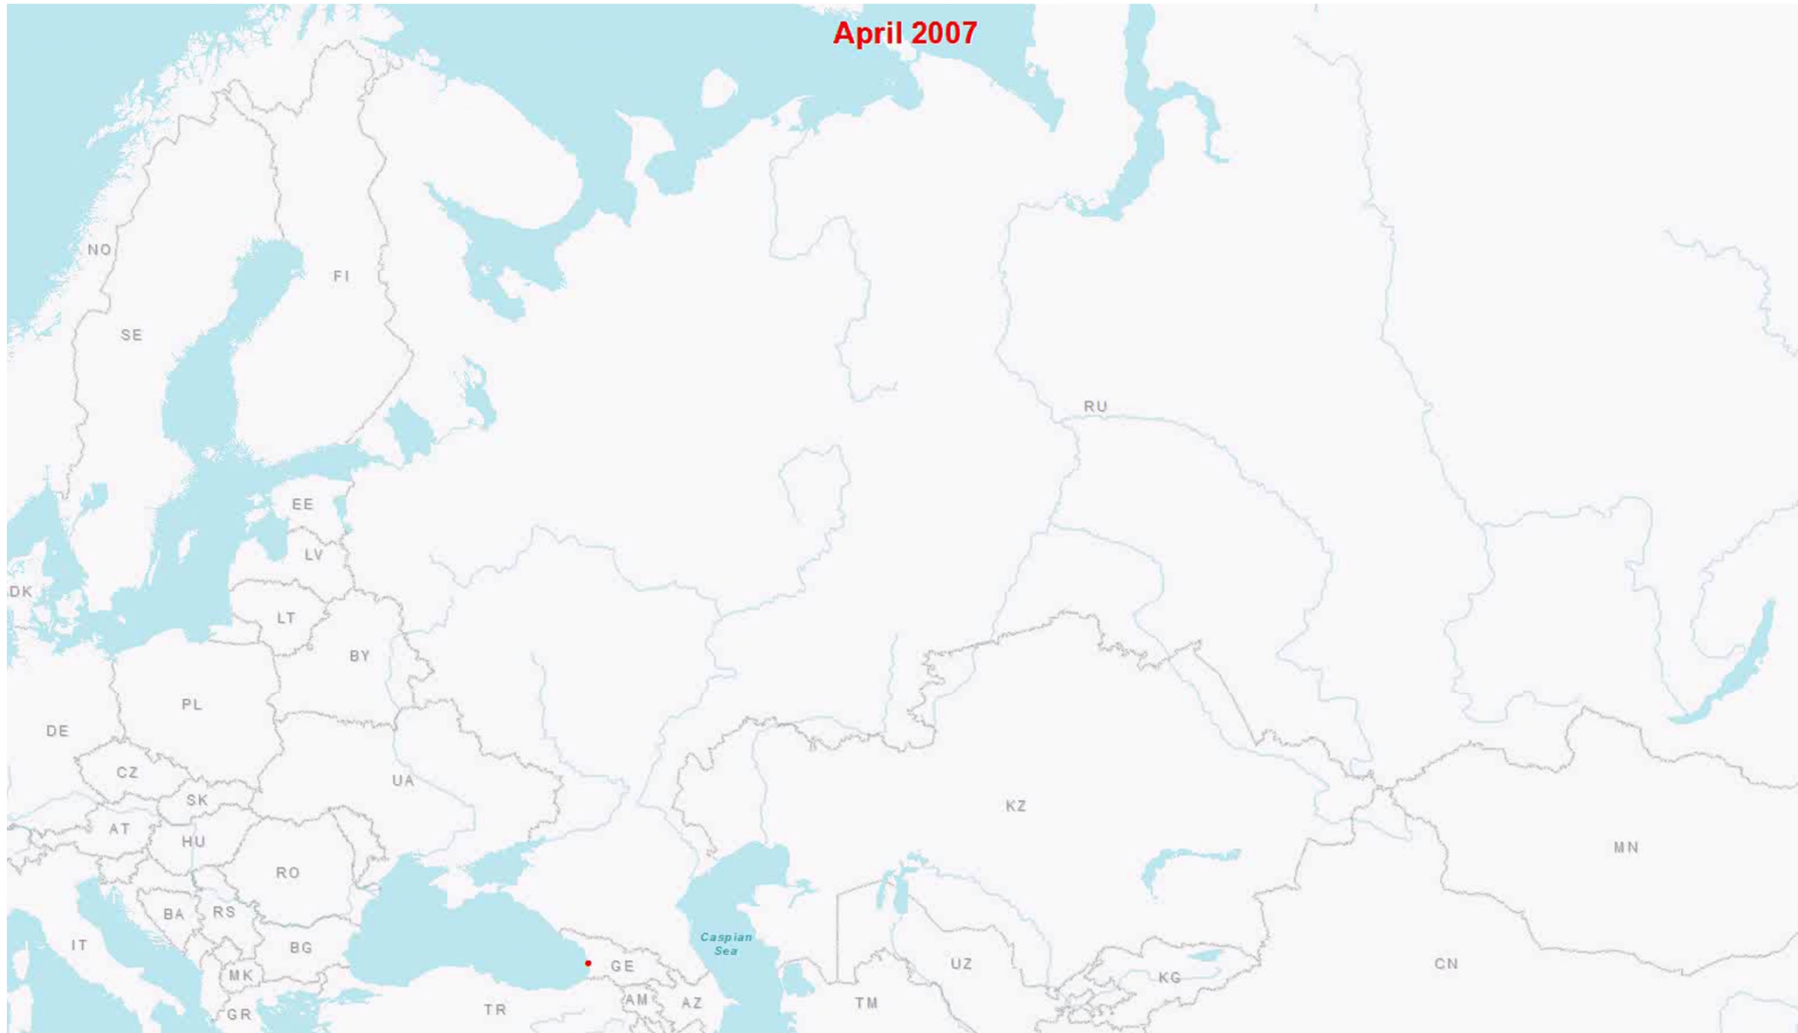 April 2007
NO
FI
SE
RU
EE
LV
DK
LT
BY
PL
DE
CZ
UA
SK
KZ
AT
HU
MN
RO
BA
RS
Caspian
Sea
IT
BG
GE
UZ
CN
MK
KG
TR
AM
AZ
TM
GR